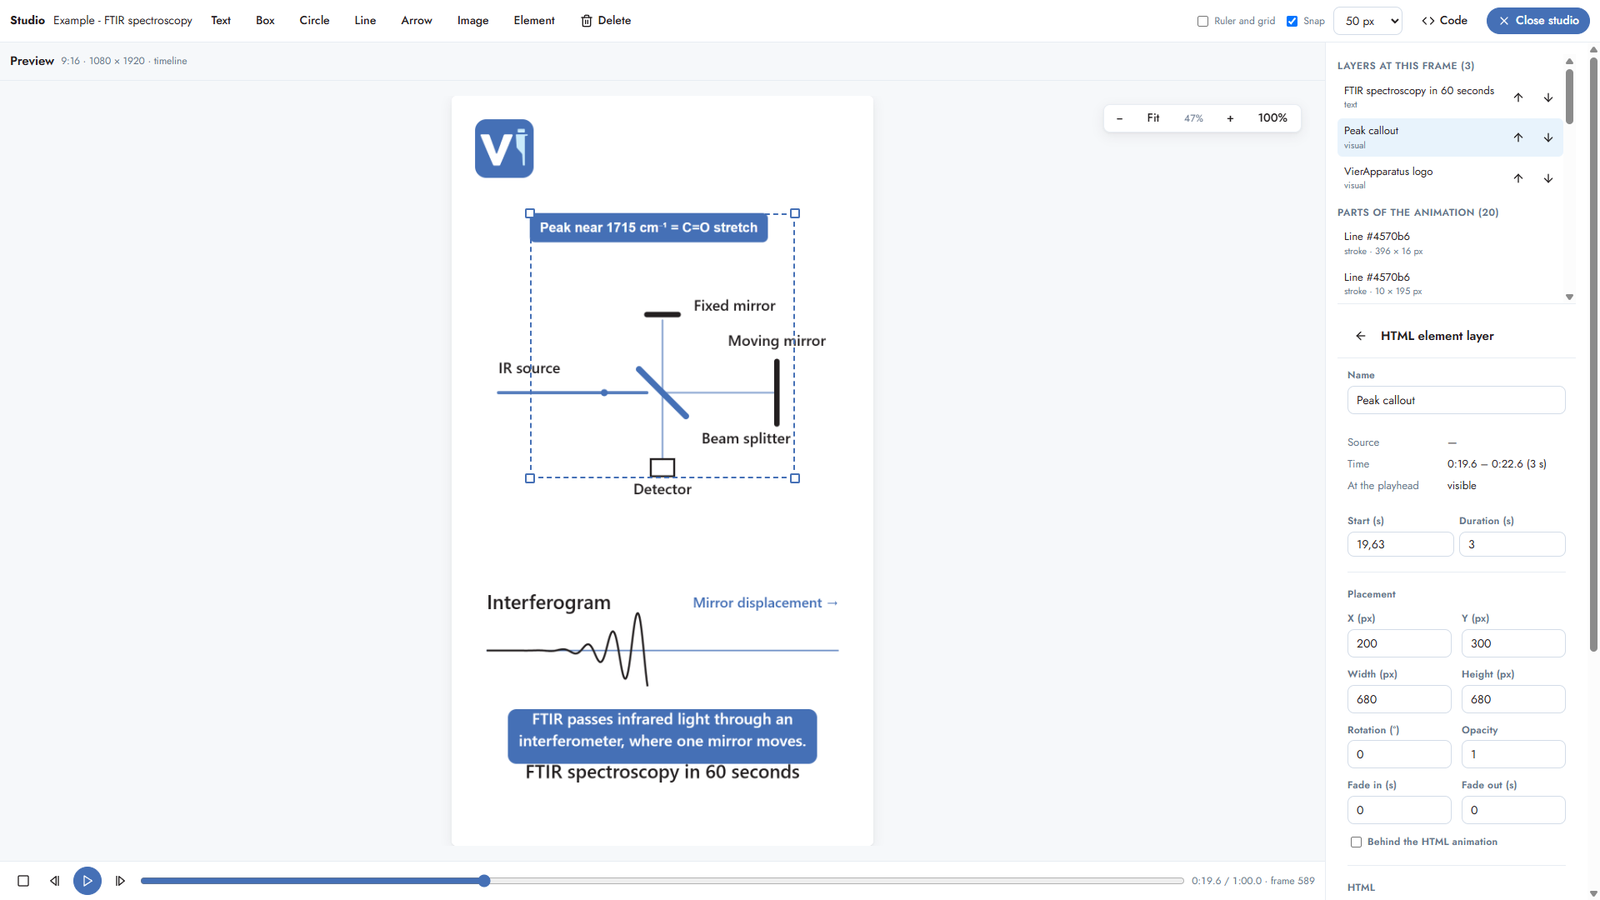 Studio Example - FTIR spectroscopy Text Box Circle Line Arrow Image Element Delete Ruler and grid Snap 50 px Code Close studio
Preview 9:16 · 1080 × 1920 · timeline
– Fit 47% + 100%
Vi
Peak near 1715 cm⁻¹ = C=O stretch
Fixed mirror
Moving mirror
IR source
Beam splitter
Detector
Interferogram
Mirror displacement →
FTIR passes infrared light through an
interferometer, where one mirror moves.
FTIR spectroscopy in 60 seconds
0:19.6 / 1:00.0 · frame 589
LAYERS AT THIS FRAME (3)
FTIR spectroscopy in 60 seconds
text
Peak callout
visual
VierApparatus logo
visual
PARTS OF THE ANIMATION (20)
Line #4570b6
stroke · 396 × 16 px
Line #4570b6
stroke · 10 × 195 px
HTML element layer
Name
Peak callout
Source —
Time 0:19.6 – 0:22.6 (3 s)
At the playhead visible
Start (s) Duration (s)
19,63 3
Placement
X (px) Y (px)
200 300
Width (px) Height (px)
680 680
Rotation (°) Opacity
0 1
Fade in (s) Fade out (s)
0 0
Behind the HTML animation
HTML